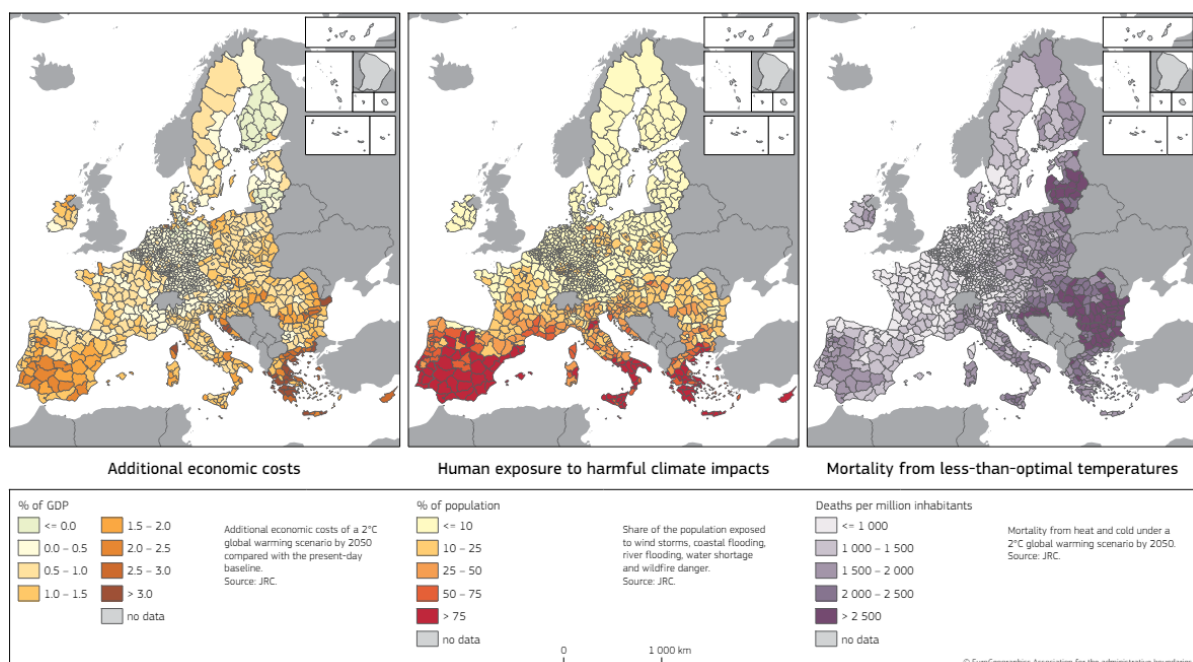 Additional economic costs
Human exposure to harmful climate impacts
Mortality from less-than-optimal temperatures
% of GDP
<= 0.0
0.0 – 0.5
0.5 – 1.0
1.0 – 1.5
1.5 – 2.0
2.0 – 2.5
2.5 – 3.0
> 3.0
no data
Additional economic costs of a 2°C
global warming scenario by 2050
compared with the present-day
baseline.
Source: JRC.
% of population
<= 10
10 – 25
25 – 50
50 – 75
> 75
no data
Share of the population exposed
to wind storms, coastal flooding,
river flooding, water shortage
and wildfire danger.
Source: JRC.
0
1 000 km
Deaths per million inhabitants
<= 1 000
1 000 – 1 500
1 500 – 2 000
2 000 – 2 500
> 2 500
no data
Mortality from heat and cold under a
2°C global warming scenario by 2050.
Source: JRC.
© EuroGeographics Association for the administrative boundaries